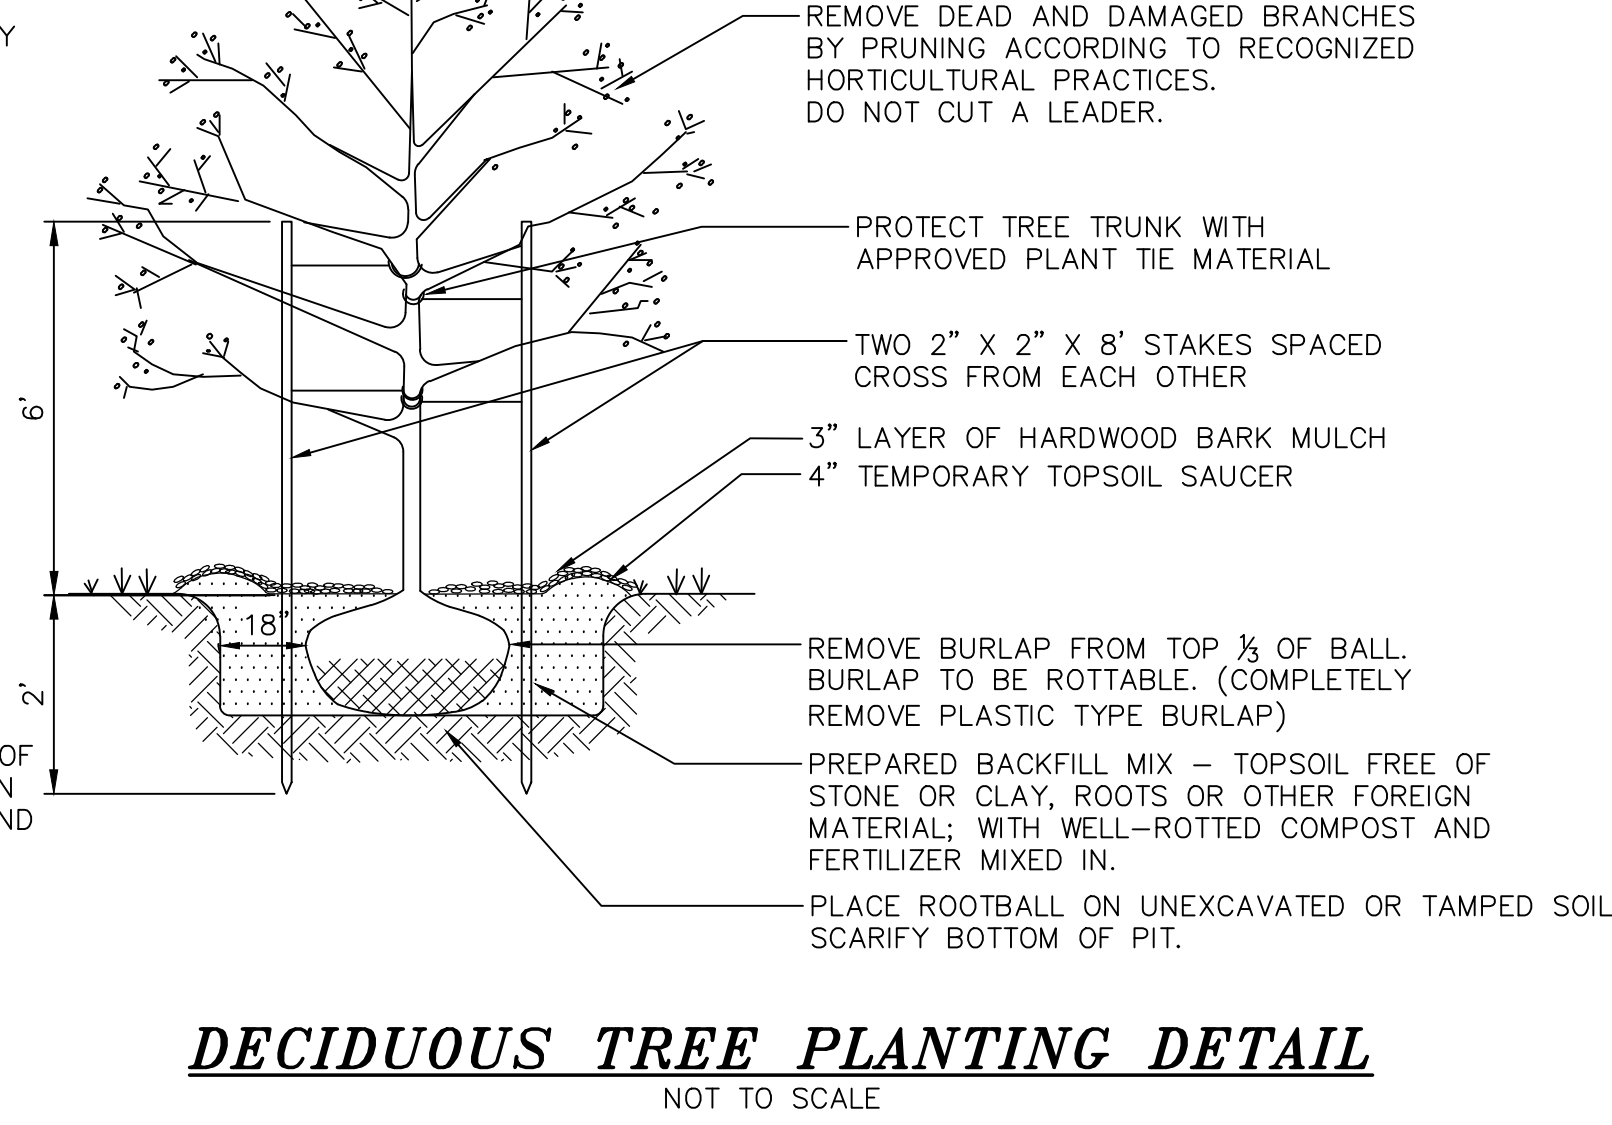 Y
REMOVE DEAD AND DAMAGED BRANCHES
BY PRUNING ACCORDING TO RECOGNIZED
HORTICULTURAL PRACTICES.
DO NOT CUT A LEADER.
PROTECT TREE TRUNK WITH
APPROVED PLANT TIE MATERIAL
TWO 2" X 2" X 8' STAKES SPACED
CROSS FROM EACH OTHER
6'
3" LAYER OF HARDWOOD BARK MULCH
4" TEMPORARY TOPSOIL SAUCER
18"
REMOVE BURLAP FROM TOP ⅓ OF BALL.
BURLAP TO BE ROTTABLE. (COMPLETELY
REMOVE PLASTIC TYPE BURLAP)
2'
OF
N
ND
PREPARED BACKFILL MIX – TOPSOIL FREE OF
STONE OR CLAY, ROOTS OR OTHER FOREIGN
MATERIAL; WITH WELL–ROTTED COMPOST AND
FERTILIZER MIXED IN.
PLACE ROOTBALL ON UNEXCAVATED OR TAMPED SOIL
SCARIFY BOTTOM OF PIT.
DECIDUOUS TREE PLANTING DETAIL
NOT TO SCALE